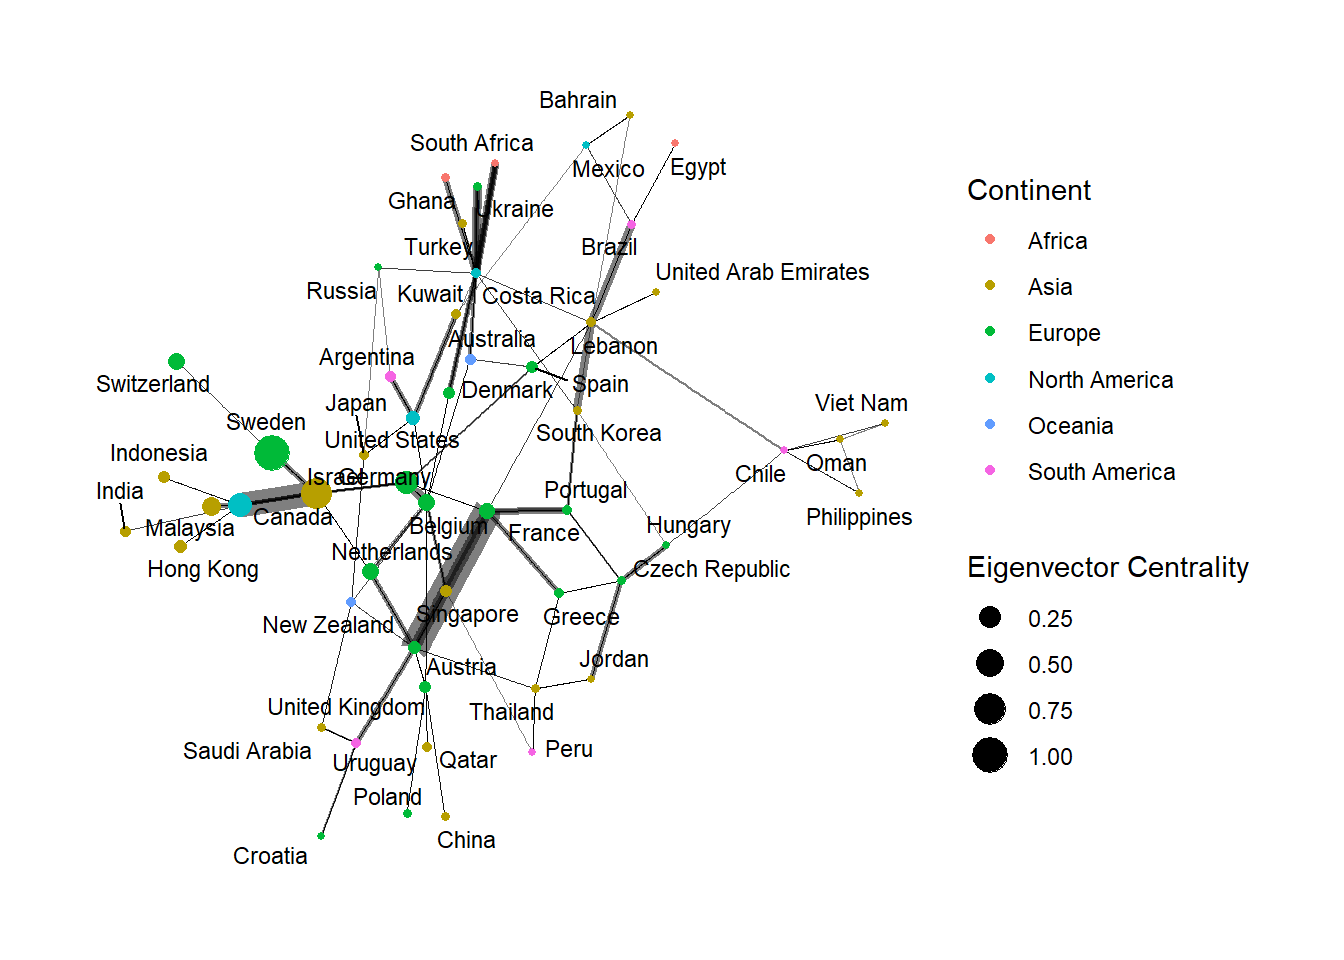 Bahrain
South Africa
Mexico
Egypt
Ghana
Ukraine
Turkey
Brazil
United Arab Emirates
Russia
Kuwait
Costa Rica
Australia
Lebanon
Argentina
Switzerland
Denmark
Spain
Japan
Viet Nam
Sweden
United States
South Korea
Indonesia
Oman
Chile
Israel
Germany
India
Portugal
Canada
Philippines
Malaysia
Belgium
France
Hungary
Netherlands
Hong Kong
Czech Republic
Singapore
Greece
New Zealand
Jordan
Austria
United Kingdom
Thailand
Saudi Arabia
Uruguay
Qatar
Peru
Poland
China
Croatia
Continent
Africa
Asia
Europe
North America
Oceania
South America
Eigenvector Centrality
0.25
0.50
0.75
1.00